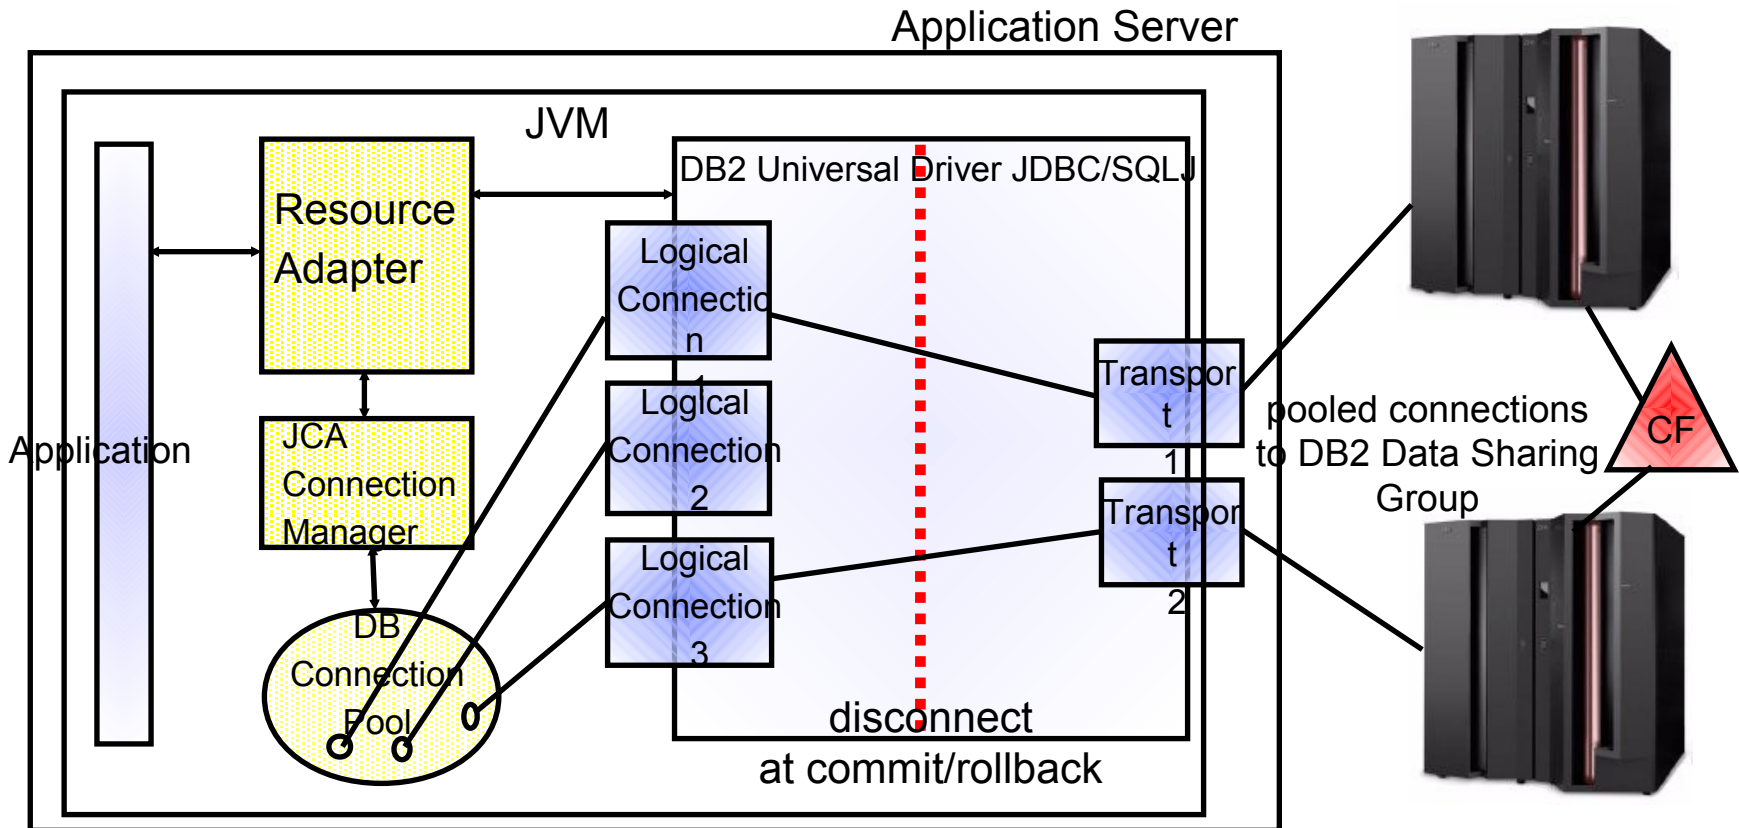 Application Server
JVM
DB2 Universal Driver JDBC/SQLJ
Resource
Adapter
Logical
Connectio
n
1
Logical
Connection
2
Logical
Connection
3
Transpor
t
1
Transpor
t
2
Application
JCA
Connection
Manager
DB
Connection
Pool
disconnect
at commit/rollback
pooled connections
to DB2 Data Sharing
Group
CF